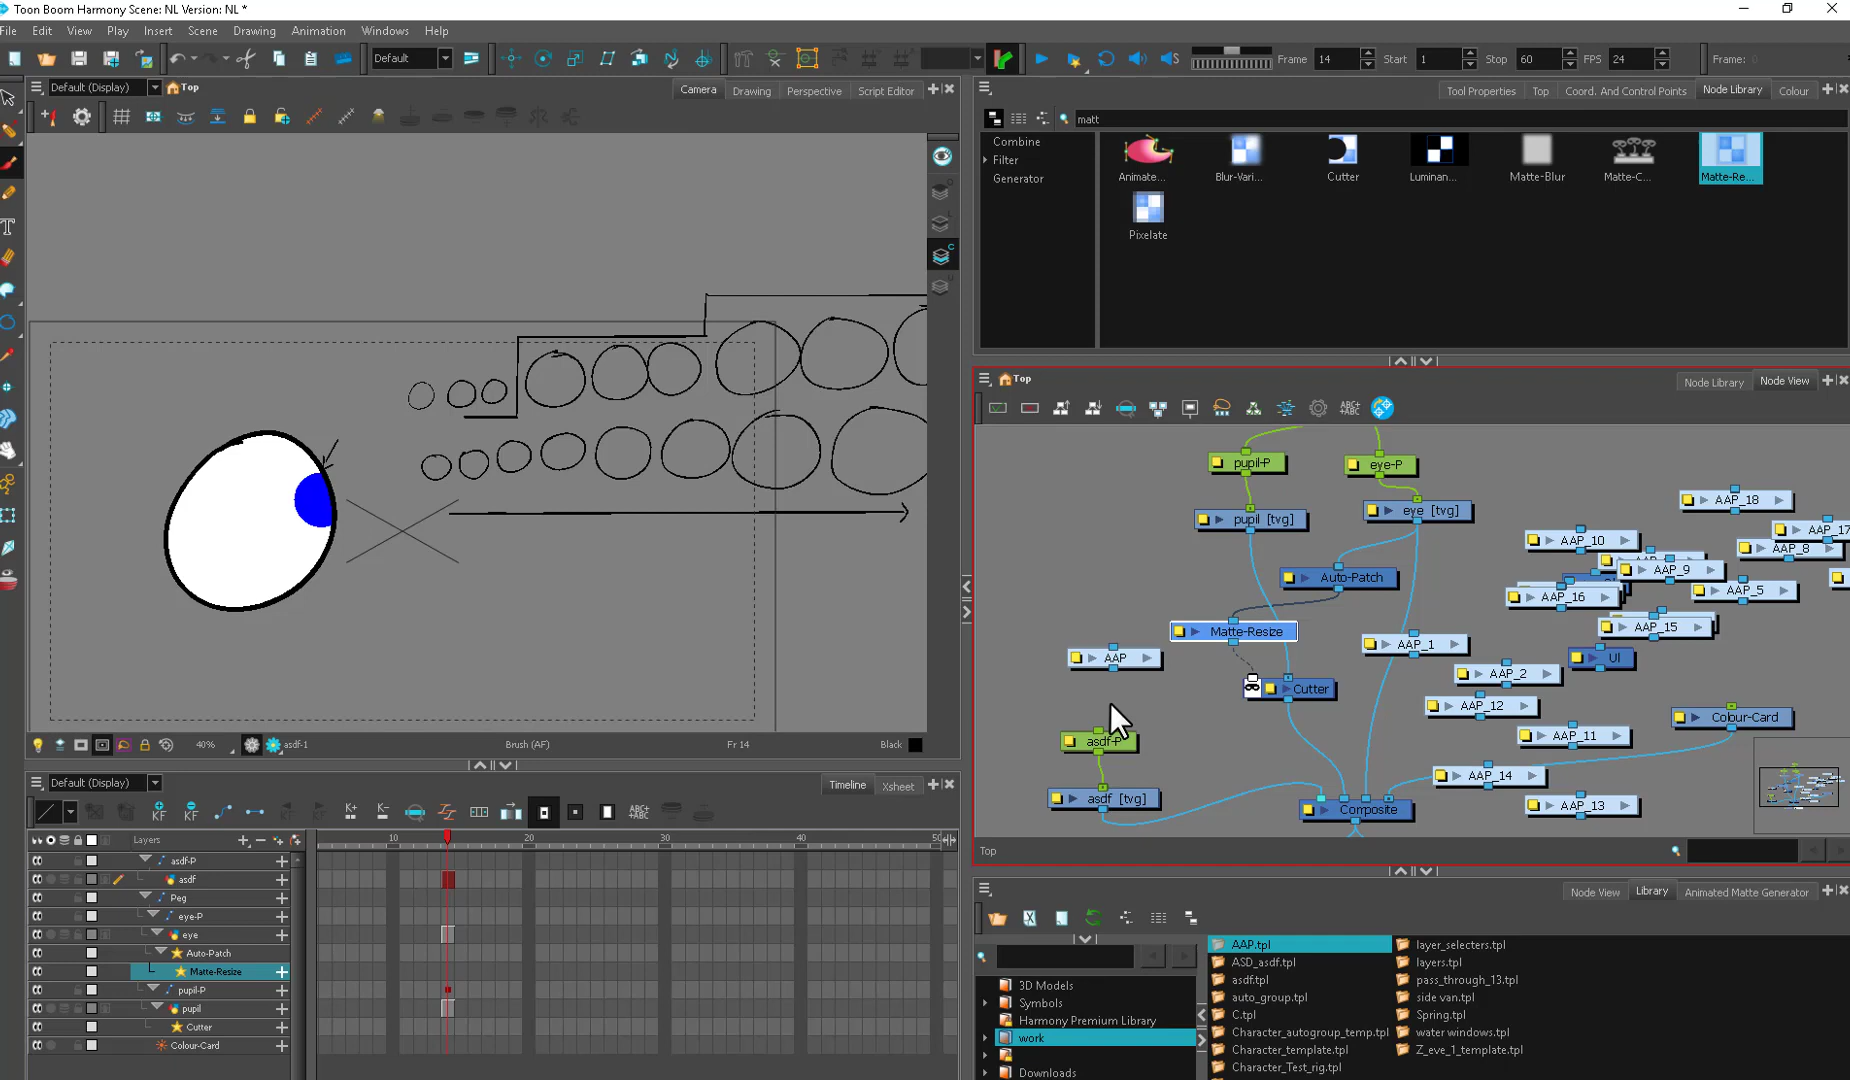 Toon Boom Harmony Scene: NL Version: NL *
File Edit View Play Insert Scene Drawing Animation Windows Help
Default
Frame 14 Start 1 Stop 60 FPS 24 Frame:
Default (Display) Top
Camera Drawing Perspective Script Editor
40% asdf-1 Brush (AF) Fr 14 Black
Default (Display)
Timeline Xsheet
ABC+
ABC
Layers
10 20 30 40 50
asdf-P
asdf
Peg
eye-P
eye
Auto-Patch
Matte-Resize
pupil-P
pupil
Cutter
Colour-Card
Tool Properties Top Coord. And Control Points Node Library Colour
matt
Combine
Filter
Generator
Animate... Blur-Vari... Cutter Luminan... Matte-Blur Matte-C... Matte-Re...
Pixelate
Top
Node Library Node View
ABC+
ABC
pupil-P eye-P
pupil [tvg] eye [tvg]
AAP_18
AAP_17
AAP_10
AAP_8
AAP_9
AAP_5
AAP_16
AAP_15
Auto-Patch
Matte-Resize
AAP AAP_1 UI
AAP_2
Cutter AAP_12
Colour-Card
AAP_11
asdf-P
AAP_14
asdf [tvg] Composite AAP_13
Top
Node View Library Animated Matte Generator
3D Models
Symbols
Harmony Premium Library
work
Downloads
AAP.tpl
ASD_asdf.tpl
asdf.tpl
auto_group.tpl
C.tpl
Character_autogroup_temp.tpl
Character_template.tpl
Character_Test_rig.tpl
layer_selecters.tpl
layers.tpl
pass_through_13.tpl
side van.tpl
Spring.tpl
water windows.tpl
Z_eve_1_template.tpl